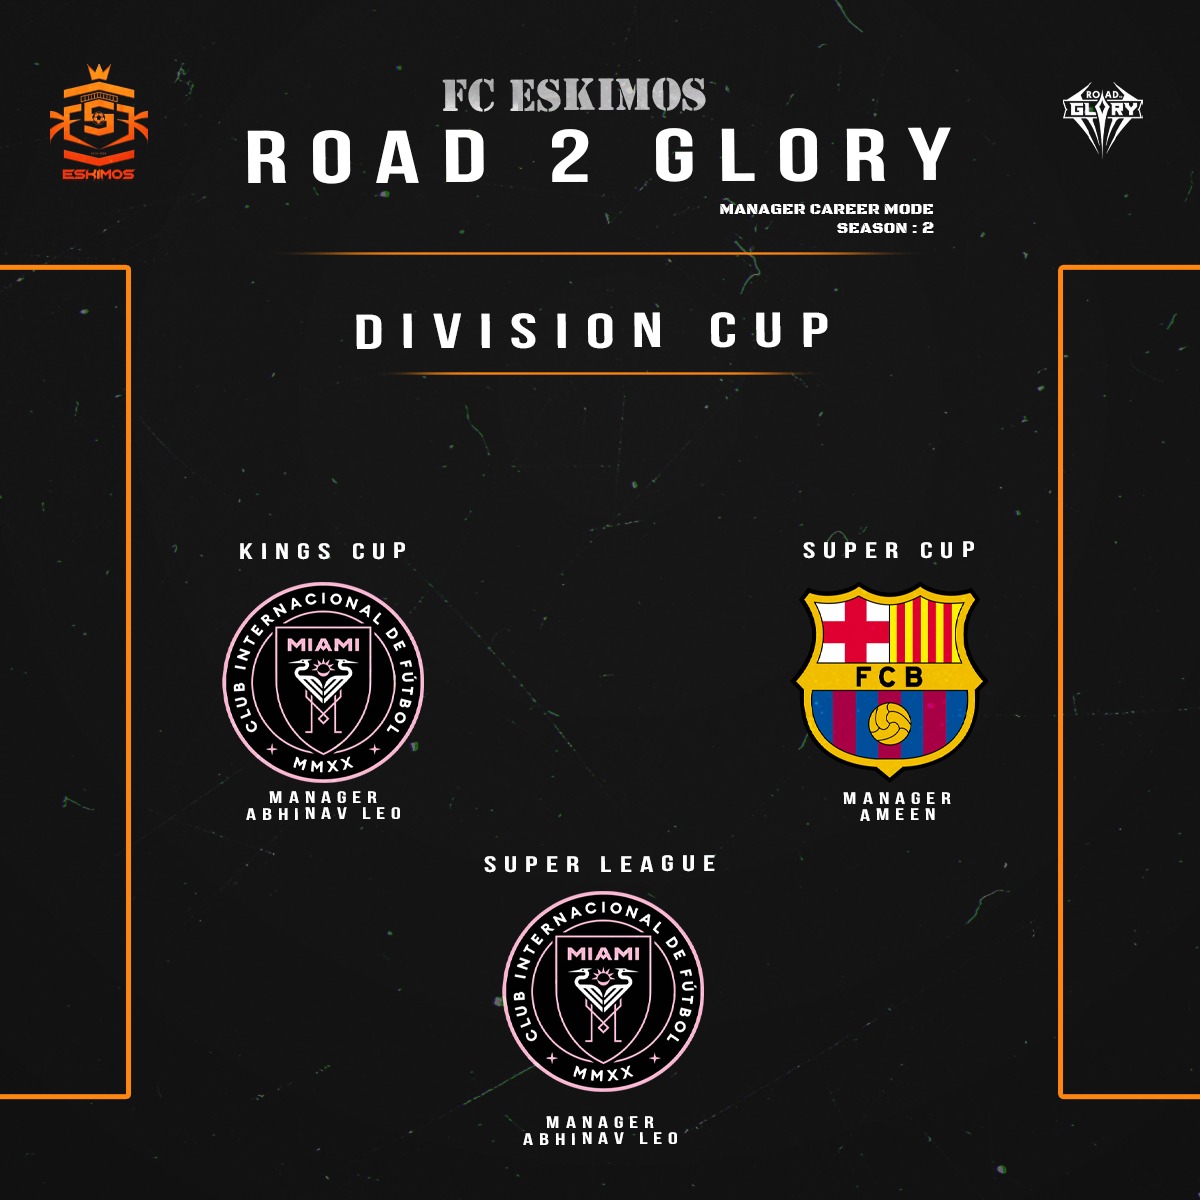 FC ESKIMOS
ROAD 2 GLORY
MANAGER CAREER MODE
SEASON : 2
ESKIMOS
ROAD
GLORY
DIVISION CUP
KINGS CUP
CLUB INTERNACIONAL DE FÚTBOL
MIAMI
MMXX
MANAGER
ABHINAV LEO
SUPER CUP
FCB
MANAGER
AMEEN
SUPER LEAGUE
CLUB INTERNACIONAL DE FÚTBOL
MIAMI
MMXX
MANAGER
ABHINAV LEO